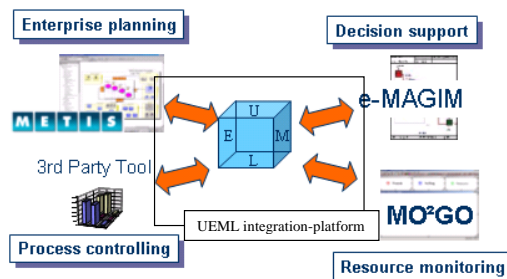 Enterprise planning
Decision support
METIS
e-MAGIM
U
E
M
L
3rd Party Tool
MO²GO
UEML integration-platform
Process controlling
Resource monitoring